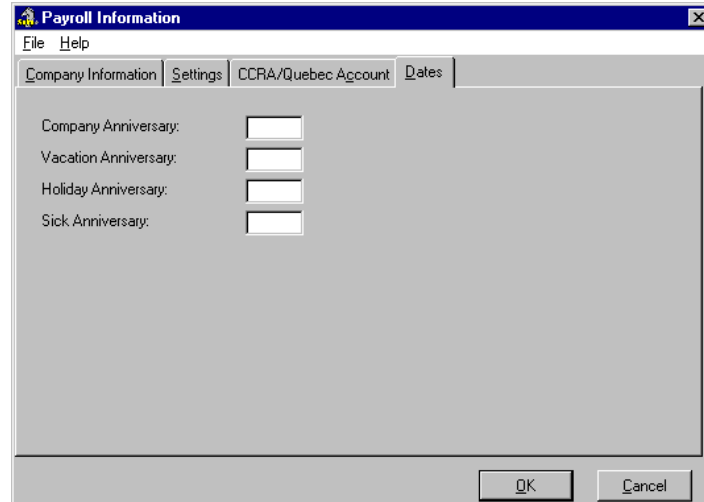 Payroll Information
File Help
Company Information Settings CCRA/Quebec Account Dates
Company Anniversary:
Vacation Anniversary:
Holiday Anniversary:
Sick Anniversary:
OK Cancel